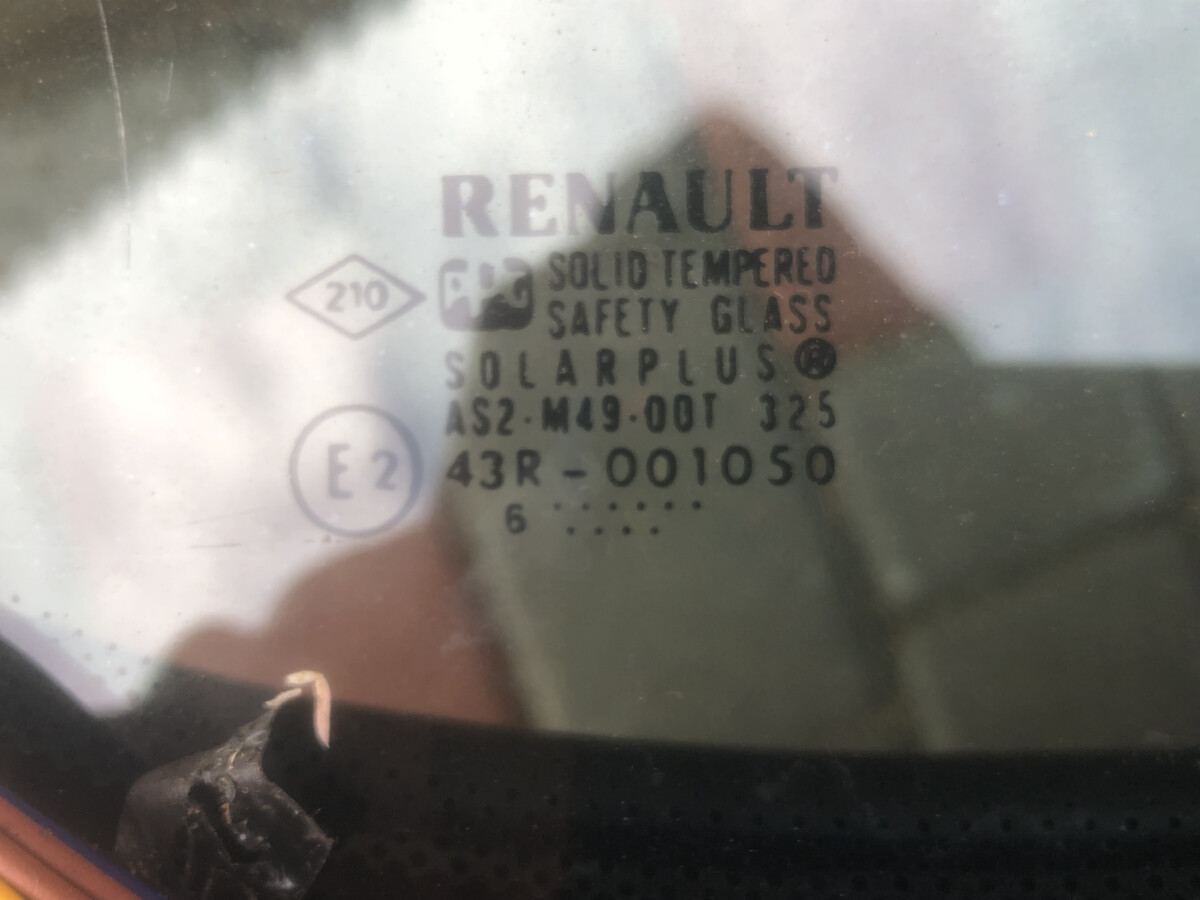 RENAULT
210
SOLID TEMPERED
SAFETY GLASS
SOLARPLUS®
AS2·M49·00T 325
E2
43R-001050
6 ······
····